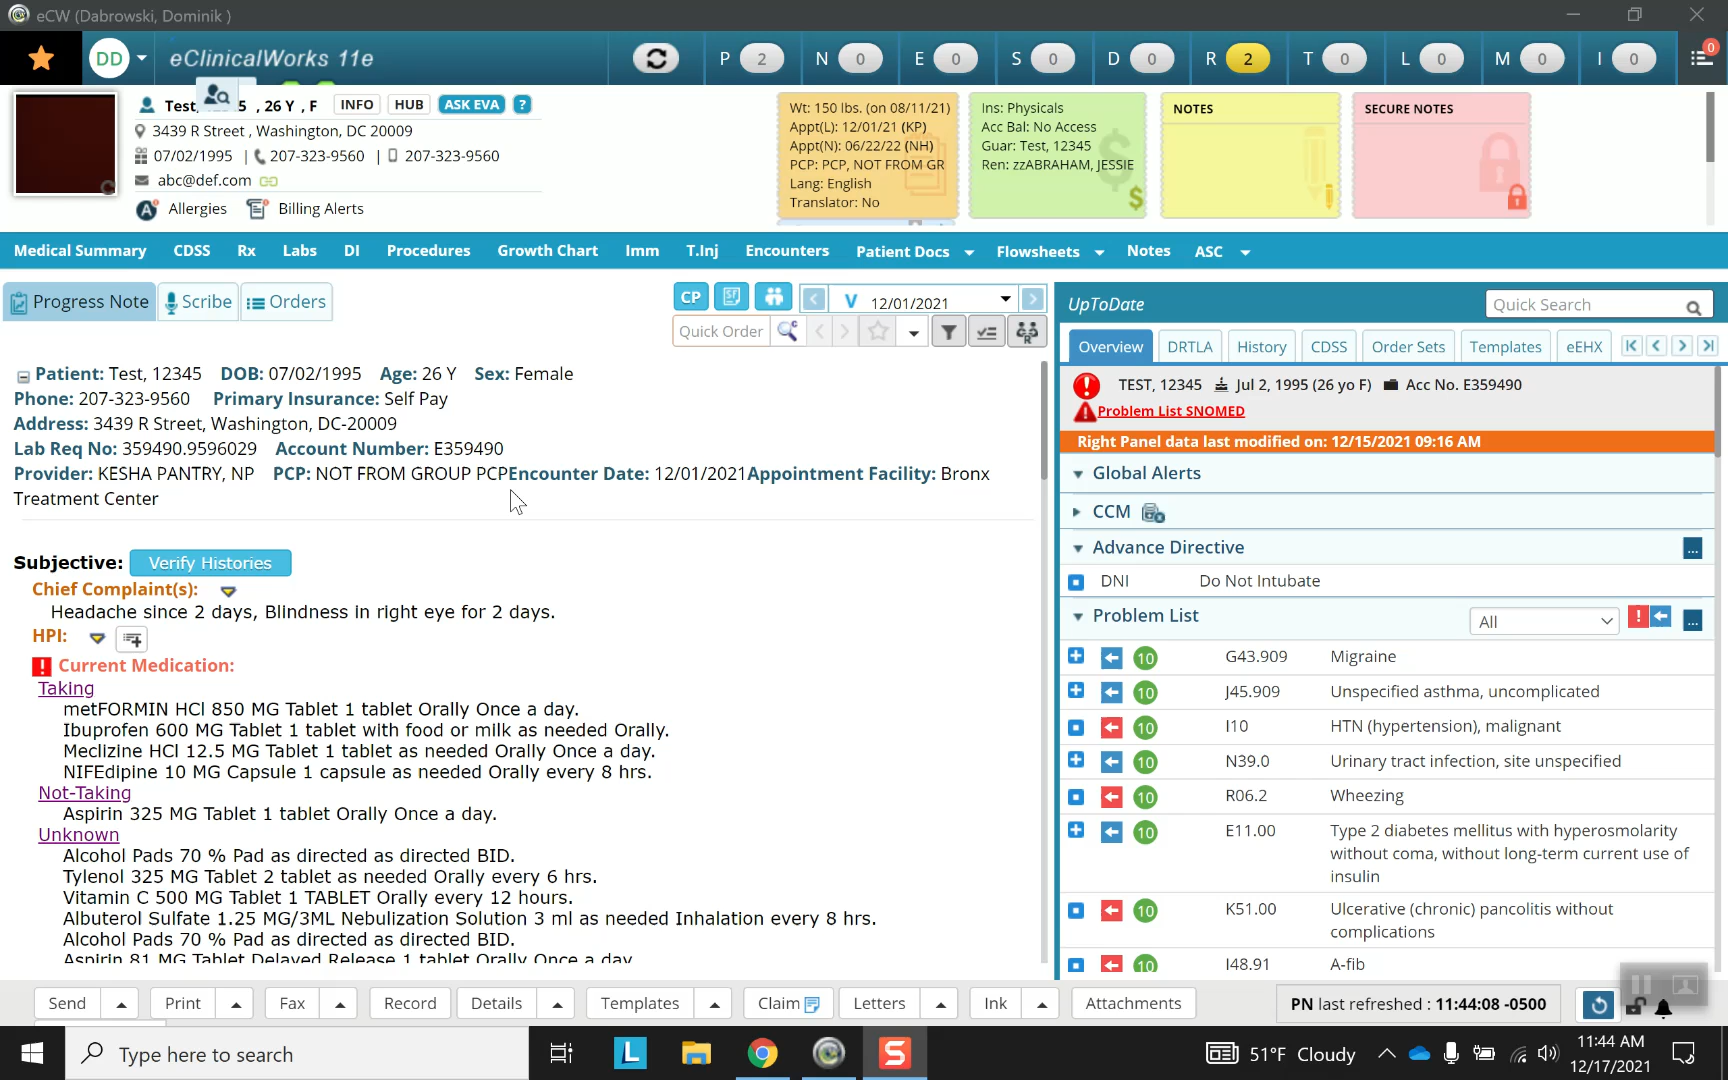 eCW (Dabrowski, Dominik )
DD eClinicalWorks 11e P 2 N 0 E 0 S 0 D 0 R 2 T 0 L 0 M 0 I 0 0
Test, 5 , 26 Y , F INFO HUB ASK EVA ?
3439 R Street , Washington, DC 20009
07/02/1995 | 207-323-9560 | 207-323-9560
abc@def.com
Allergies Billing Alerts
Wt: 150 lbs. (on 08/11/21)
Appt(L): 12/01/21 (KP)
Appt(N): 06/22/22 (NH)
PCP: PCP, NOT FROM GR
Lang: English
Translator: No
Ins: Physicals
Acc Bal: No Access
Guar: Test, 12345
Ren: zzABRAHAM, JESSIE
NOTES
SECURE NOTES
Medical Summary CDSS Rx Labs DI Procedures Growth Chart Imm T.Inj Encounters Patient Docs Flowsheets Notes ASC
Progress Note Scribe Orders
CP SF V 12/01/2021
Quick Order
Patient: Test, 12345 DOB: 07/02/1995 Age: 26 Y Sex: Female
Phone: 207-323-9560 Primary Insurance: Self Pay
Address: 3439 R Street, Washington, DC-20009
Lab Req No: 359490.9596029 Account Number: E359490
Provider: KESHA PANTRY, NP PCP: NOT FROM GROUP PCPEncounter Date: 12/01/2021Appointment Facility: Bronx
Treatment Center
Subjective: Verify Histories
Chief Complaint(s):
Headache since 2 days, Blindness in right eye for 2 days.
HPI:
! Current Medication:
Taking
metFORMIN HCl 850 MG Tablet 1 tablet Orally Once a day.
Ibuprofen 600 MG Tablet 1 tablet with food or milk as needed Orally.
Meclizine HCl 12.5 MG Tablet 1 tablet as needed Orally Once a day.
NIFEdipine 10 MG Capsule 1 capsule as needed Orally every 8 hrs.
Not-Taking
Aspirin 325 MG Tablet 1 tablet Orally Once a day.
Unknown
Alcohol Pads 70 % Pad as directed as directed BID.
Tylenol 325 MG Tablet 2 tablet as needed Orally every 6 hrs.
Vitamin C 500 MG Tablet 1 TABLET Orally every 12 hours.
Albuterol Sulfate 1.25 MG/3ML Nebulization Solution 3 ml as needed Inhalation every 8 hrs.
Alcohol Pads 70 % Pad as directed as directed BID.
Aspirin 81 MG Tablet Delayed Release 1 tablet Orally Once a day
UpToDate Quick Search
Overview DRTLA History CDSS Order Sets Templates eEHX
TEST, 12345 Jul 2, 1995 (26 yo F) Acc No. E359490
Problem List SNOMED
Right Panel data last modified on: 12/15/2021 09:16 AM
Global Alerts
CCM
Advance Directive ...
DNI Do Not Intubate
Problem List All ! ...
10 G43.909 Migraine
10 J45.909 Unspecified asthma, uncomplicated
10 I10 HTN (hypertension), malignant
10 N39.0 Urinary tract infection, site unspecified
10 R06.2 Wheezing
10 E11.00 Type 2 diabetes mellitus with hyperosmolarity
without coma, without long-term current use of
insulin
10 K51.00 Ulcerative (chronic) pancolitis without
complications
10 I48.91 A-fib
Send Print Fax Record Details Templates Claim Letters Ink Attachments PN last refreshed : 11:44:08 -0500
Type here to search L S 51°F Cloudy 11:44 AM
12/17/2021